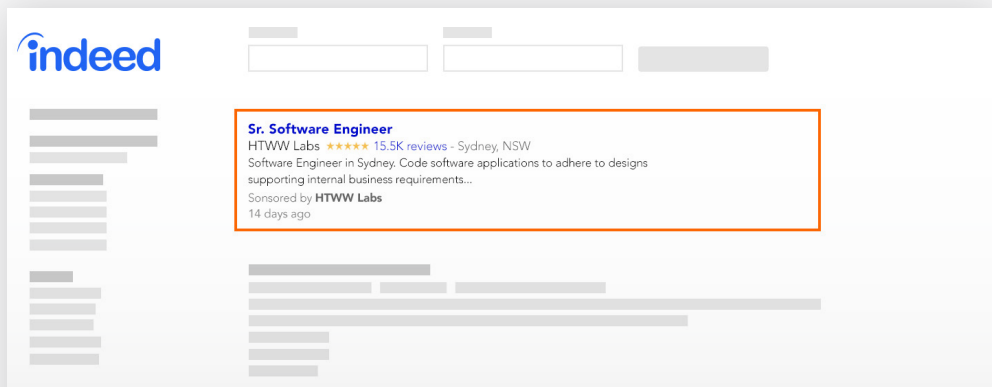 indeed
Sr. Software Engineer
HTWW Labs ★★★★★ 15.5K reviews - Sydney, NSW
Software Engineer in Sydney. Code software applications to adhere to designs
supporting internal business requirements...
Sonsored by HTWW Labs
14 days ago